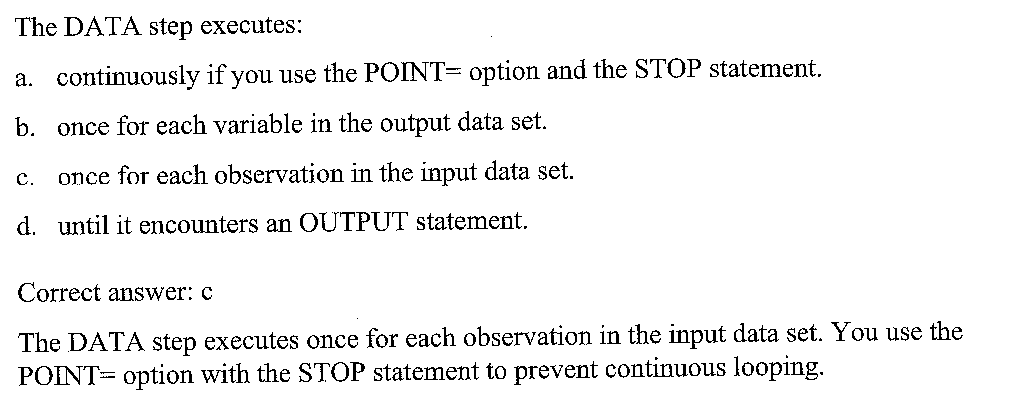 The DATA step executes:
a. continuously if you use the POINT= option and the STOP statement.
b. once for each variable in the output data set.
c. once for each observation in the input data set.
d. until it encounters an OUTPUT statement.
Correct answer: c
The DATA step executes once for each observation in the input data set. You use the
POINT= option with the STOP statement to prevent continuous looping.